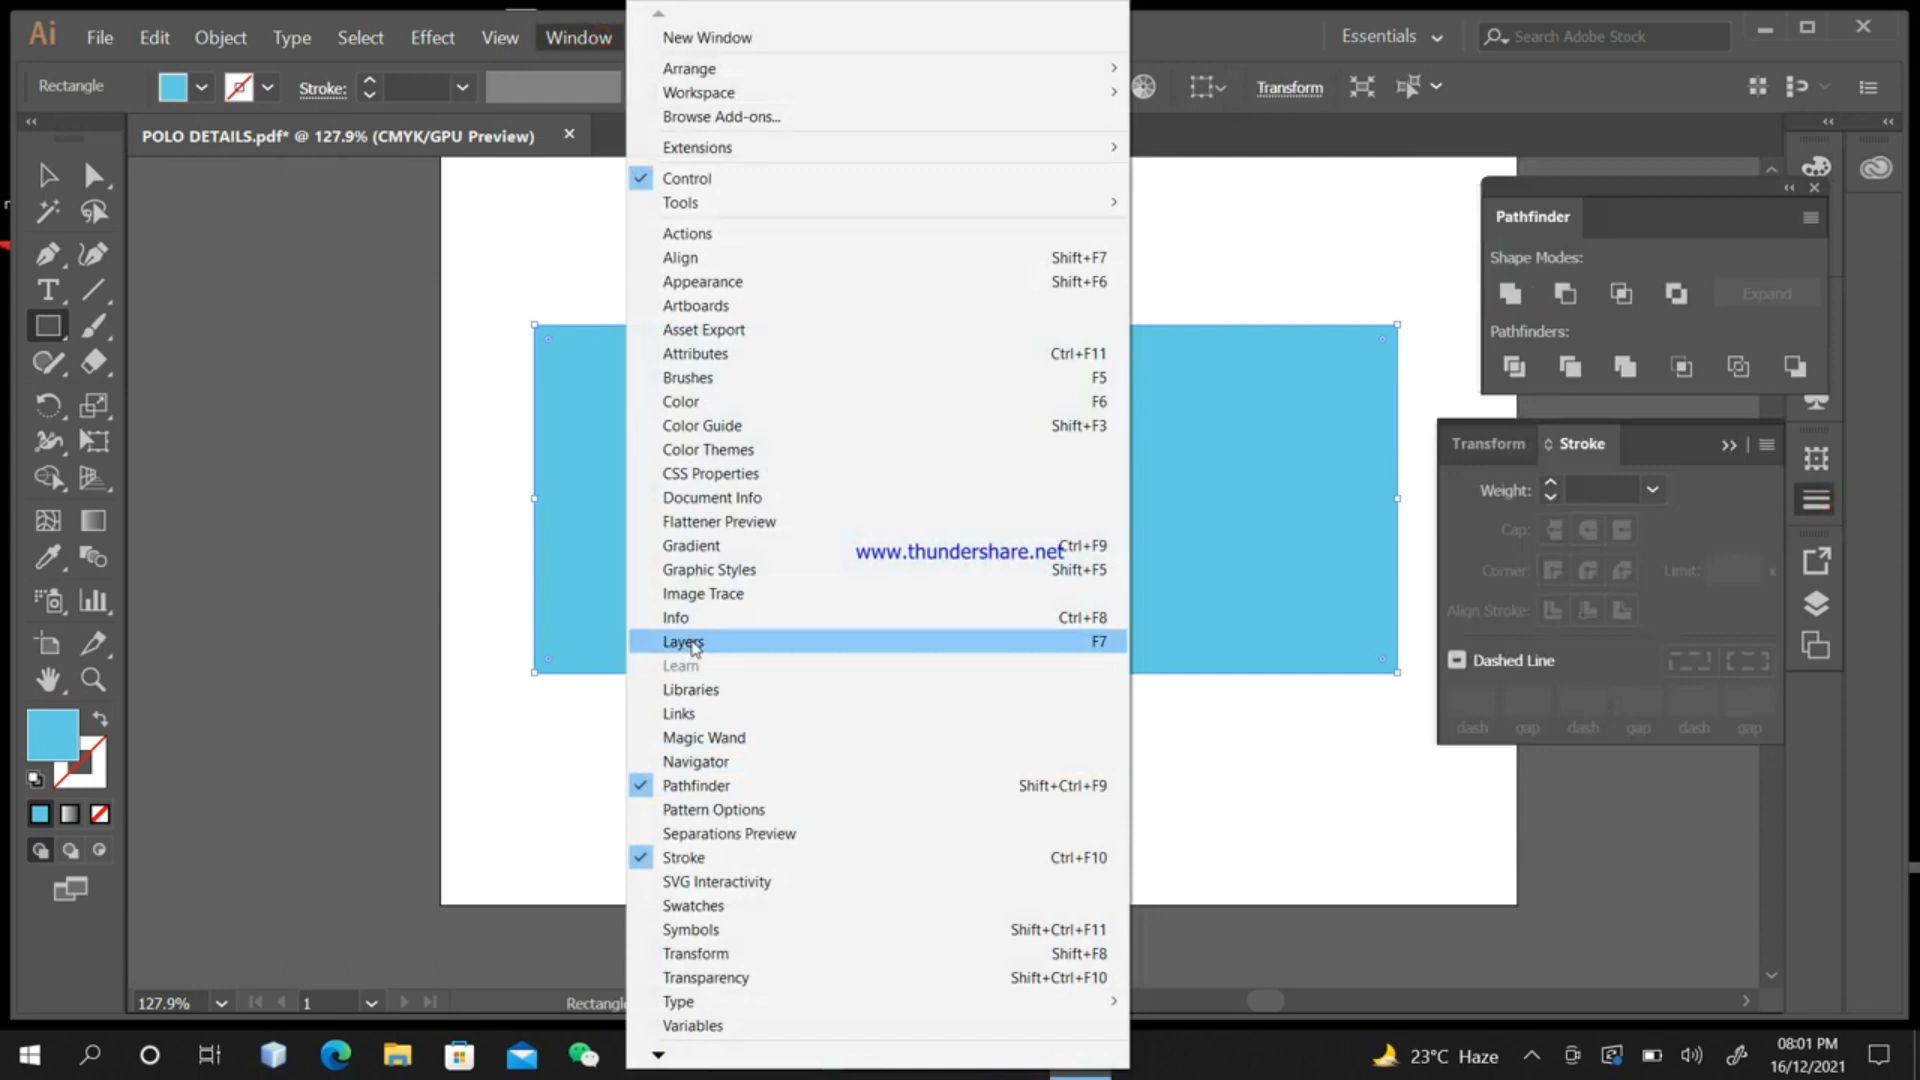 Ai File Edit Object Type Select Effect View Window Essentials Search Adobe Stock
Rectangle Stroke: Transform
POLO DETAILS.pdf* @ 127.9% (CMYK/GPU Preview)
New Window
Arrange
Workspace
Browse Add-ons...
Extensions
Control
Tools
Actions
Align Shift+F7
Appearance Shift+F6
Artboards
Asset Export
Attributes Ctrl+F11
Brushes F5
Color F6
Color Guide Shift+F3
Color Themes
CSS Properties
Document Info
Flattener Preview
Gradient Ctrl+F9
www.thundershare.net
Graphic Styles Shift+F5
Image Trace
Info Ctrl+F8
Layers F7
Learn
Libraries
Links
Magic Wand
Navigator
Pathfinder Shift+Ctrl+F9
Pattern Options
Separations Preview
Stroke Ctrl+F10
SVG Interactivity
Swatches
Symbols Shift+Ctrl+F11
Transform Shift+F8
Transparency Shift+Ctrl+F10
Type
Variables
Pathfinder
Shape Modes:
Expand
Pathfinders:
Transform Stroke
Weight:
Cap:
Corner: Limit: x
Align Stroke:
Dashed Line
dash gap dash gap dash gap
127.9% 1 Rectangle
23°C Haze
08:01 PM
16/12/2021